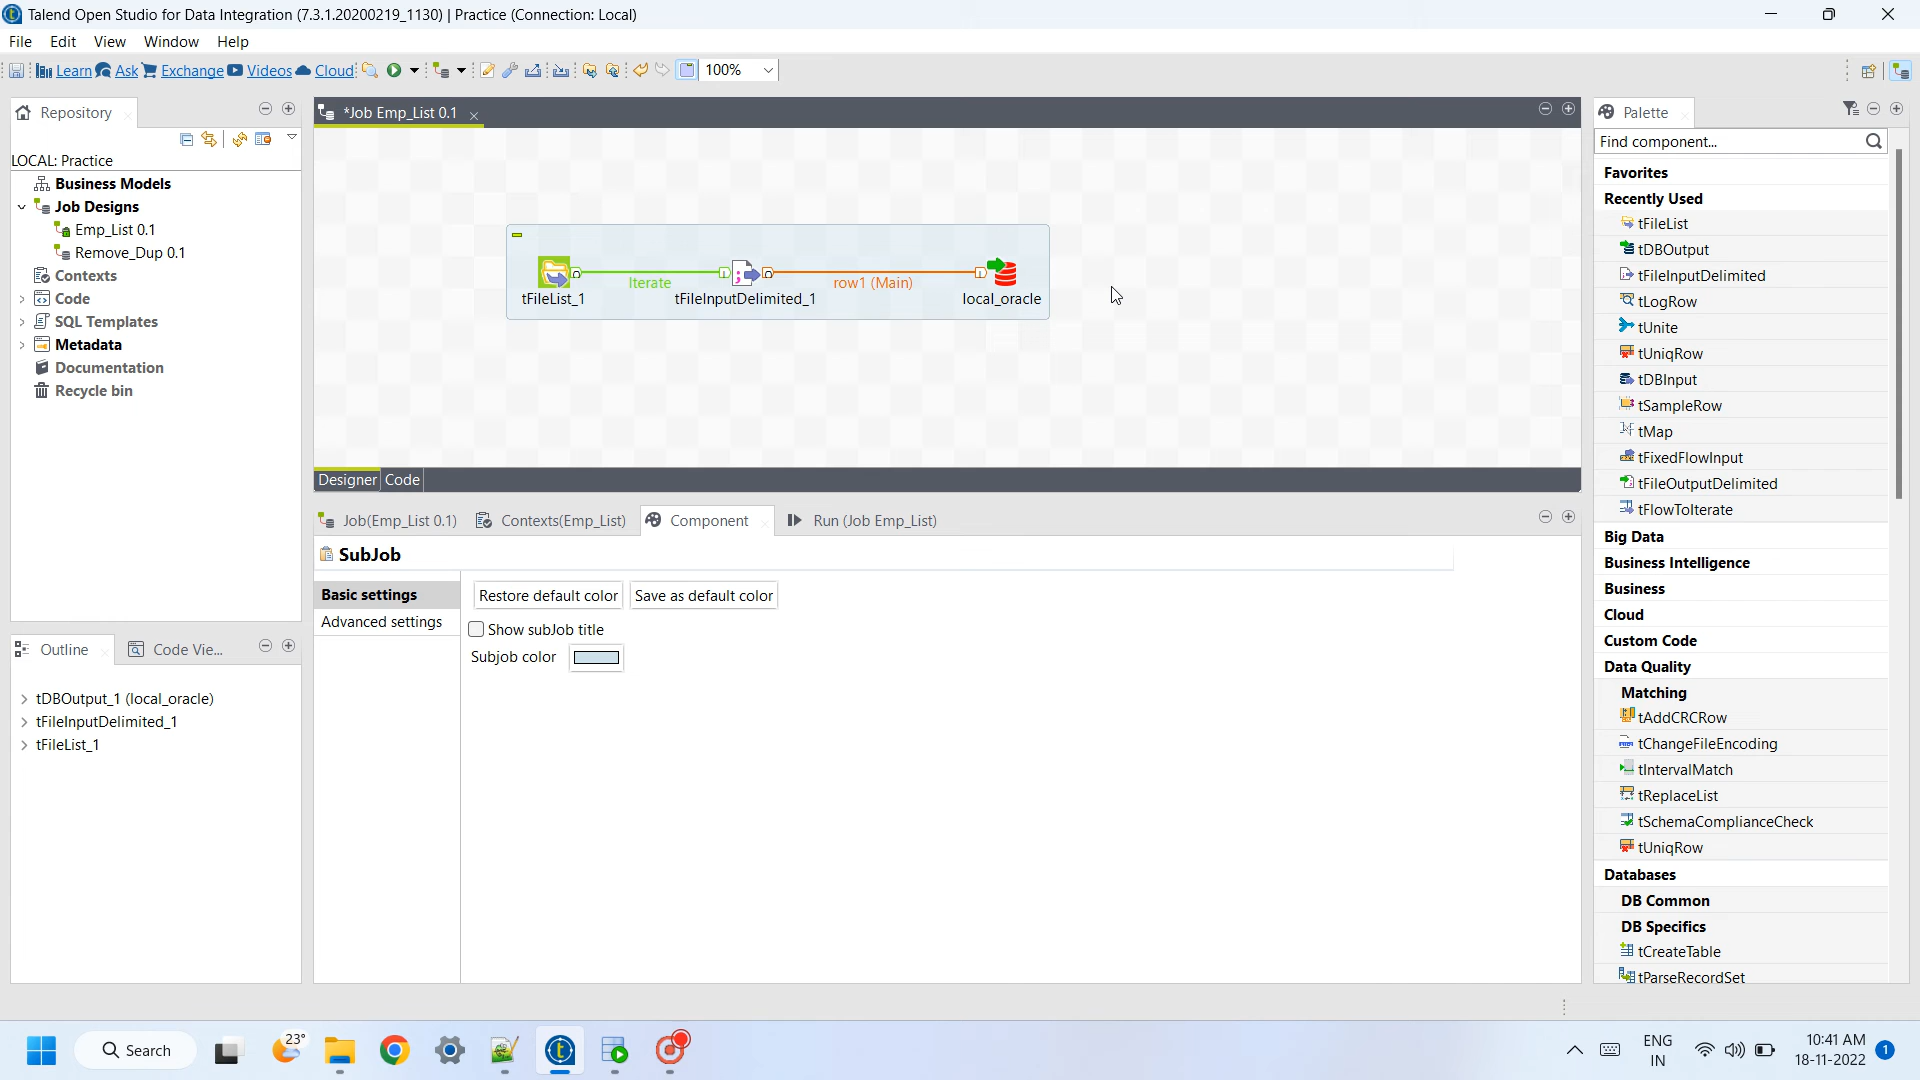 Talend Open Studio for Data Integration (7.3.1.20200219_1130) | Practice (Connection: Local)
File Edit View Window Help
Learn Ask Exchange Videos Cloud 100%
Repository
LOCAL: Practice
Business Models
Job Designs
Emp_List 0.1
Remove_Dup 0.1
Contexts
Code
SQL Templates
Metadata
Documentation
Recycle bin
Outline Code Vie...
tDBOutput_1 (local_oracle)
tFileInputDelimited_1
tFileList_1
*Job Emp_List 0.1
Iterate row1 (Main)
tFileList_1 tFileInputDelimited_1 local_oracle
Designer Code
Job(Emp_List 0.1) Contexts(Emp_List) Component Run (Job Emp_List)
SubJob
Basic settings
Advanced settings
Restore default color Save as default color
Show subJob title
Subjob color
Palette
Find component...
Favorites
Recently Used
tFileList
tDBOutput
tFileInputDelimited
tLogRow
tUnite
tUniqRow
tDBInput
tSampleRow
tMap
tFixedFlowInput
tFileOutputDelimited
tFlowToIterate
Big Data
Business Intelligence
Business
Cloud
Custom Code
Data Quality
Matching
tAddCRCRow
tChangeFileEncoding
tIntervalMatch
tReplaceList
tSchemaComplianceCheck
tUniqRow
Databases
DB Common
DB Specifics
tCreateTable
tParseRecordSet
Search
23°
ENG
IN
10:41 AM
18-11-2022
1